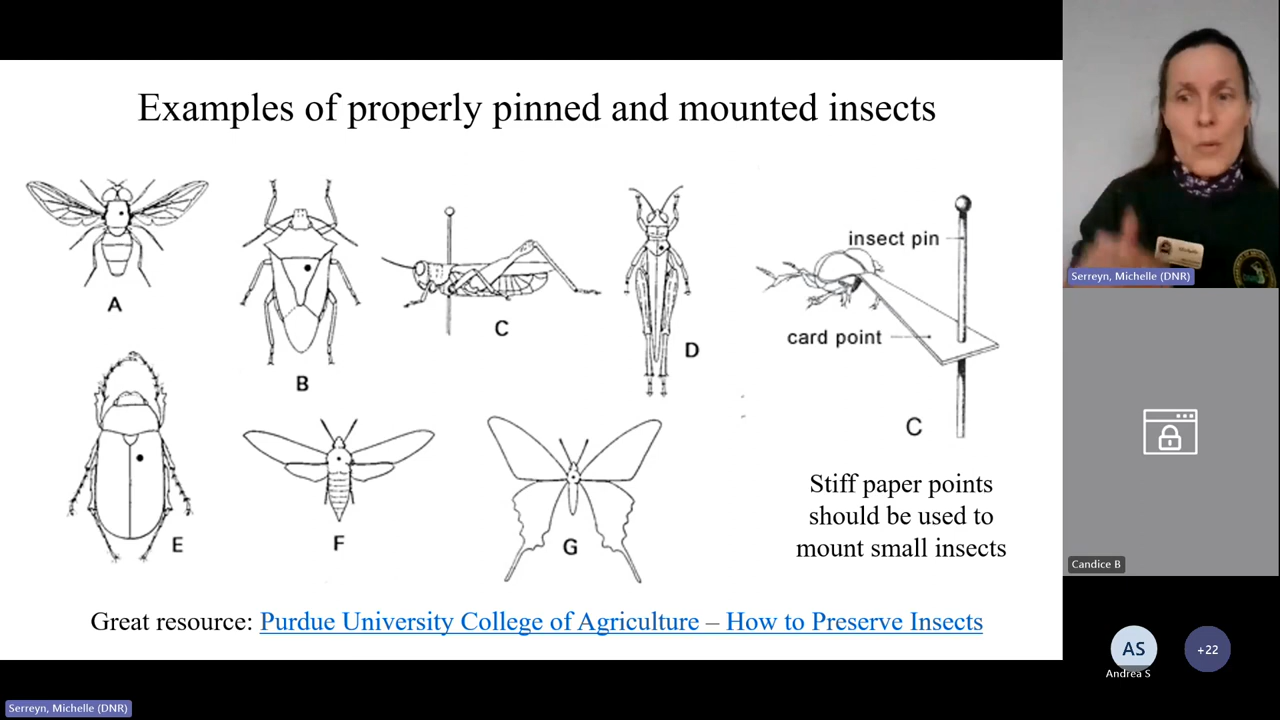 Examples of properly pinned and mounted insects
A
B
C
D
insect pin
card point
C
E
F
G
Stiff paper points
should be used to
mount small insects
Great resource: Purdue University College of Agriculture – How to Preserve Insects
Serreyn, Michelle (DNR)
Candice B
AS
Andrea S
+22
Serreyn, Michelle (DNR)